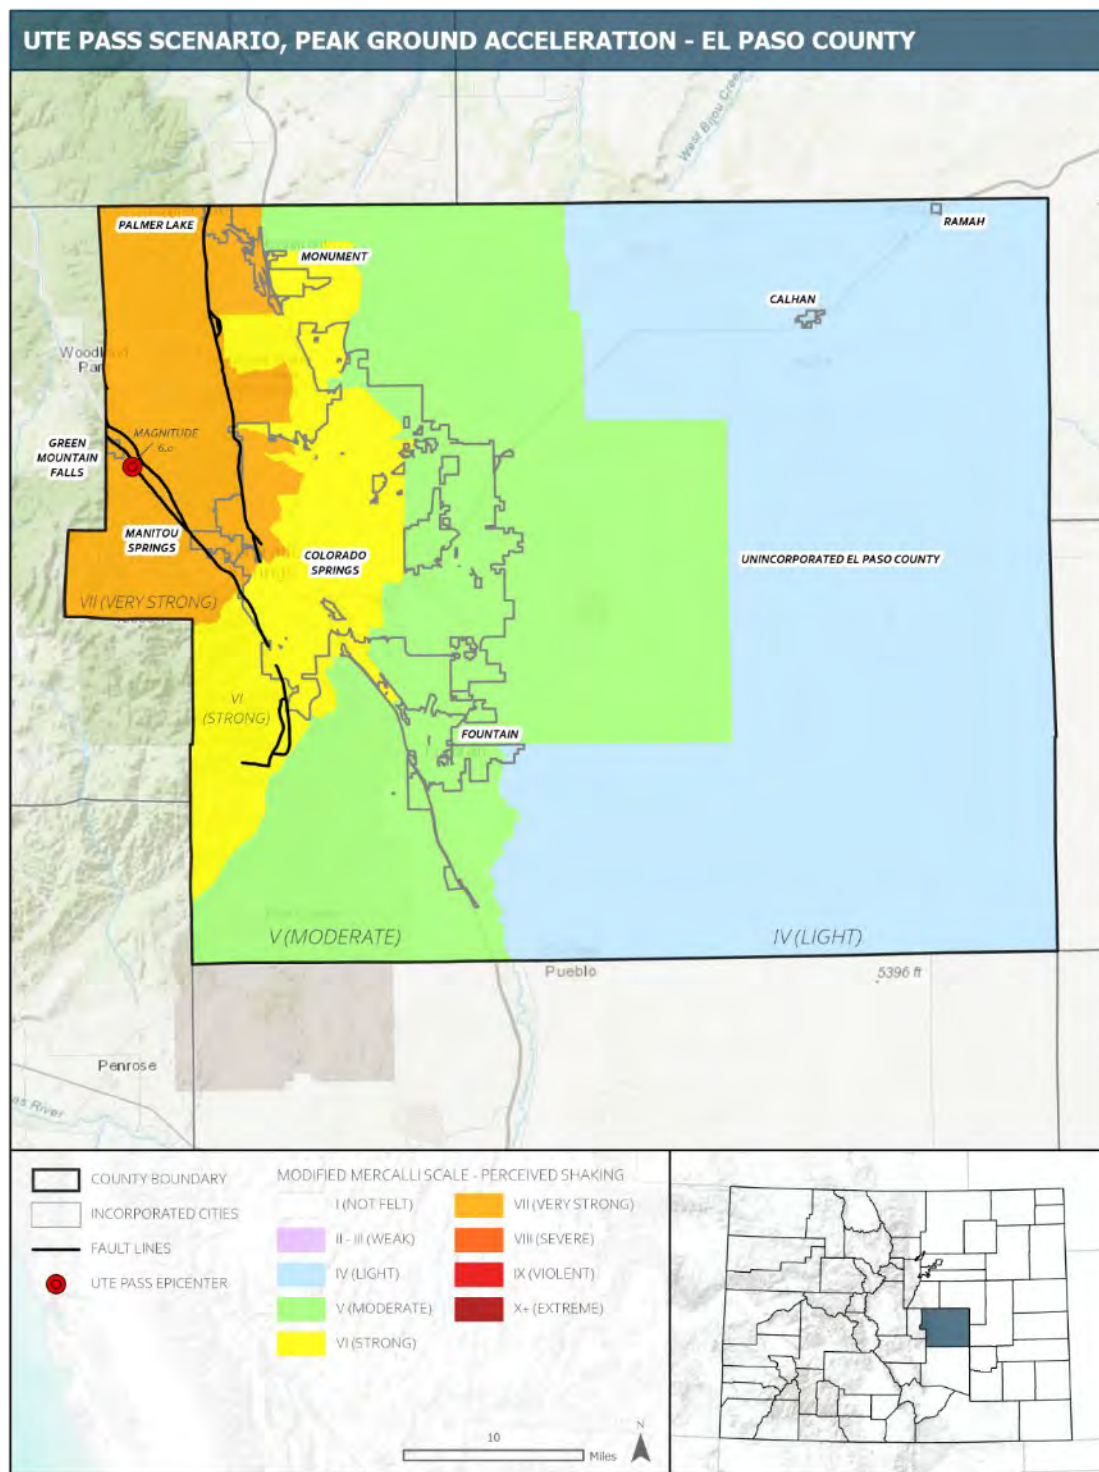 UTE PASS SCENARIO, PEAK GROUND ACCELERATION - EL PASO COUNTY
West Bijou Creek
PALMER LAKE
RAMAH
MONUMENT
CALHAN
Woodland
Par
GREEN
MOUNTAIN
FALLS
MAGNITUDE
6.0
MANITOU
SPRINGS
COLORADO
SPRINGS
UNINCORPORATED EL PASO COUNTY
VII (VERY STRONG)
VI
(STRONG)
FOUNTAIN
V (MODERATE)
IV (LIGHT)
Pueblo
5396 ft
Penrose
as River
COUNTY BOUNDARY
INCORPORATED CITIES
FAULT LINES
UTE PASS EPICENTER
MODIFIED MERCALLI SCALE - PERCEIVED SHAKING
I (NOT FELT)
II - III (WEAK)
IV (LIGHT)
V (MODERATE)
VI (STRONG)
VII (VERY STRONG)
VIII (SEVERE)
IX (VIOLENT)
X+ (EXTREME)
10
Miles
N